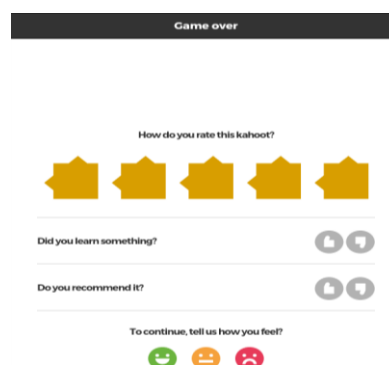 Game over
How do you rate this kahoot?
Did you learn something?
Do you recommend it?
To continue, tell us how you feel?